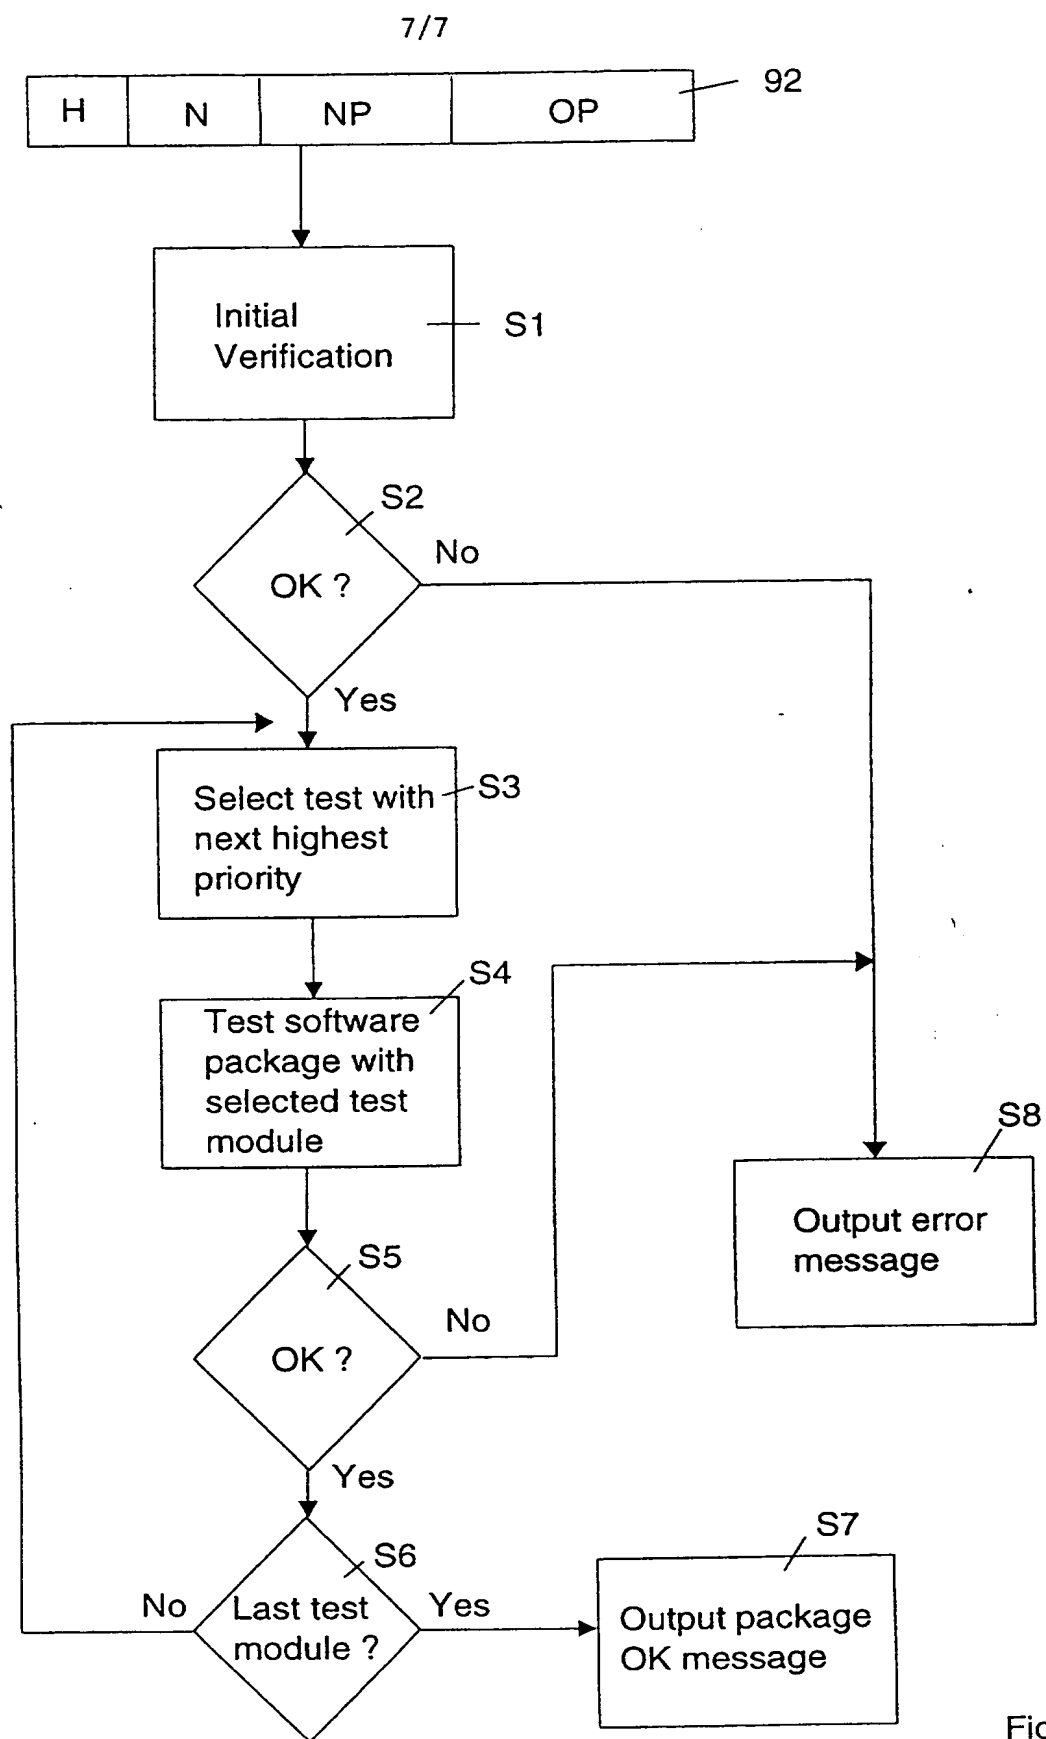 7/7
H N NP OP 92
Initial
Verification
S1
S2
OK ?
No
Yes
Select test with
next highest
priority
S3
S4
Test software
package with
selected test
module
S5
OK ?
No
Yes
S8
Output error
message
S6
Last test
module ?
No
Yes
S7
Output package
OK message